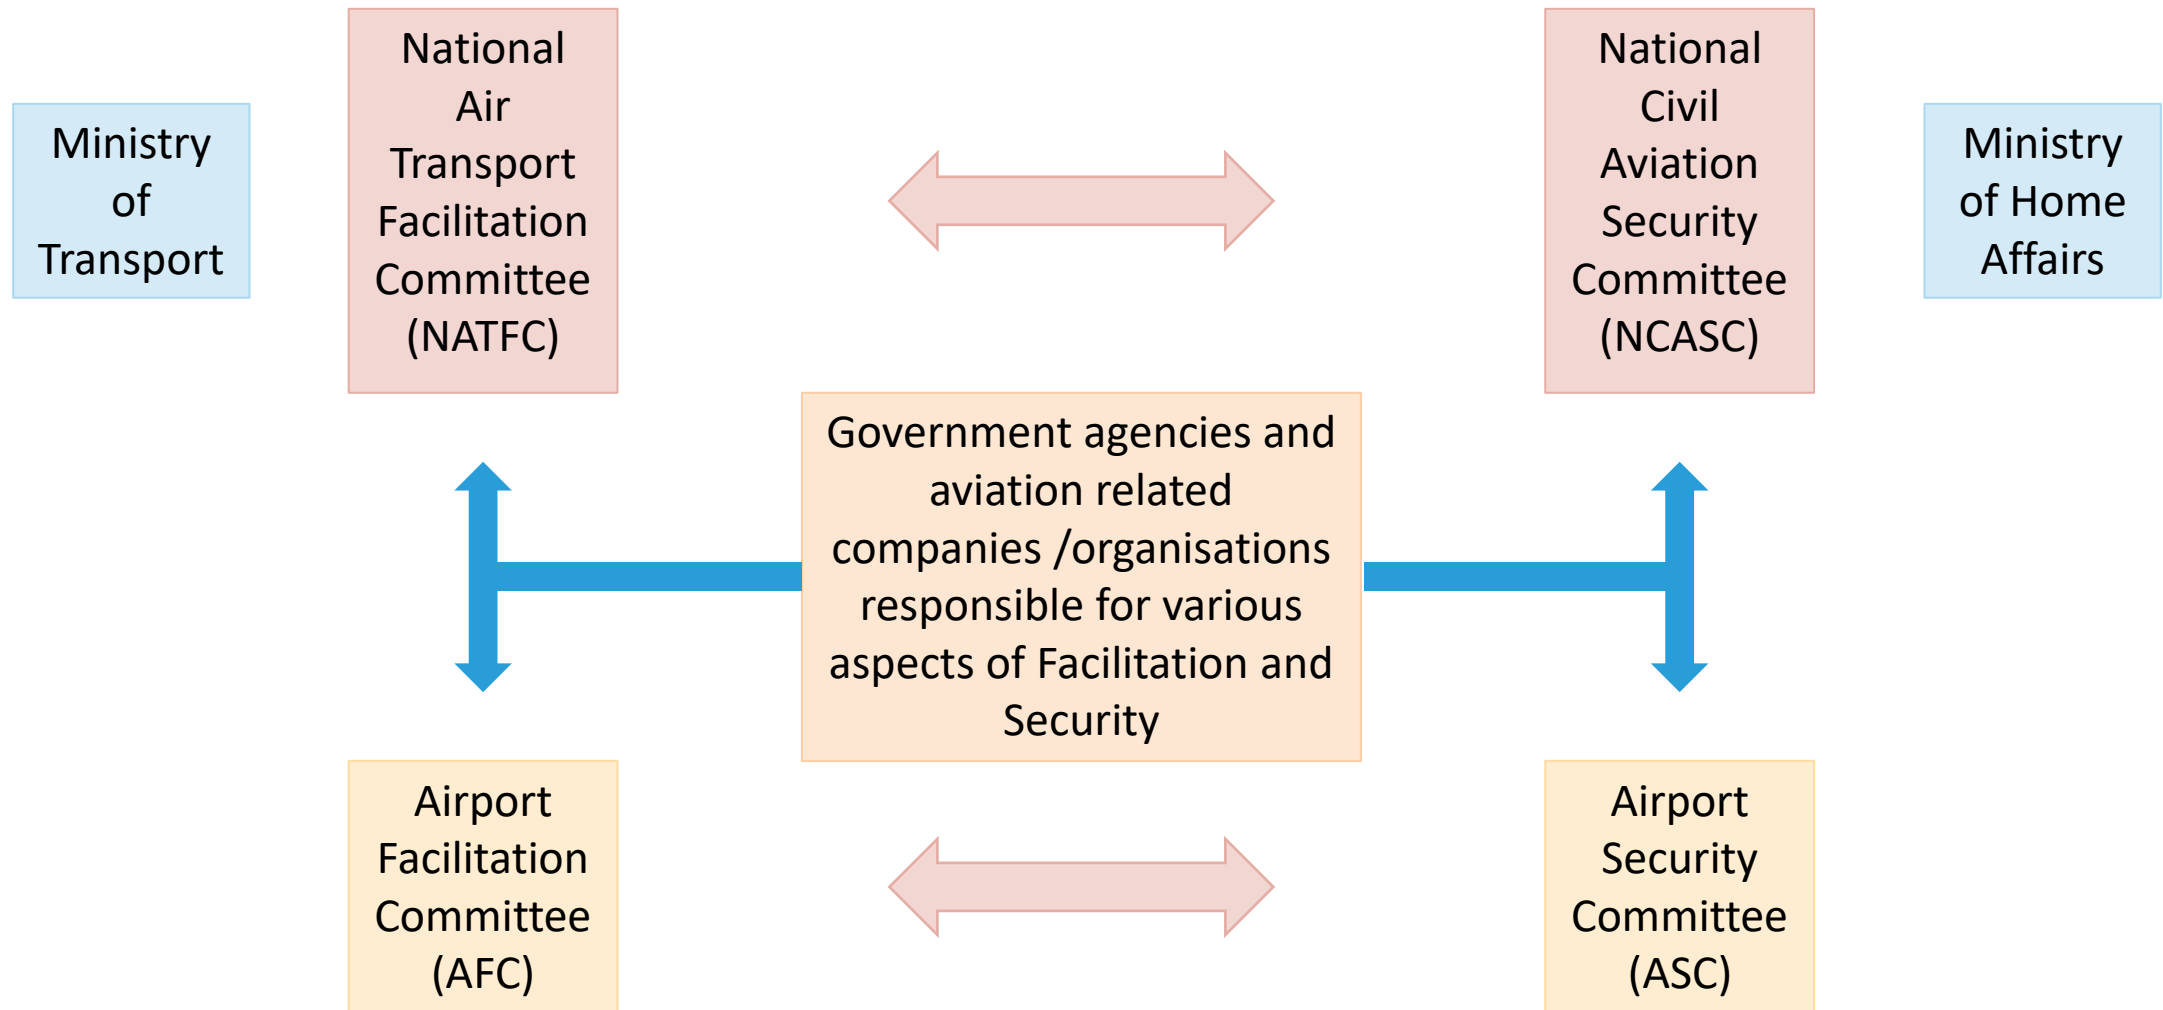 Ministry
of
Transport
National
Air
Transport
Facilitation
Committee
(NATFC)
National
Civil
Aviation
Security
Committee
(NCASC)
Ministry
of Home
Affairs
Government agencies and
aviation related
companies /organisations
responsible for various
aspects of Facilitation and
Security
Airport
Facilitation
Committee
(AFC)
Airport
Security
Committee
(ASC)